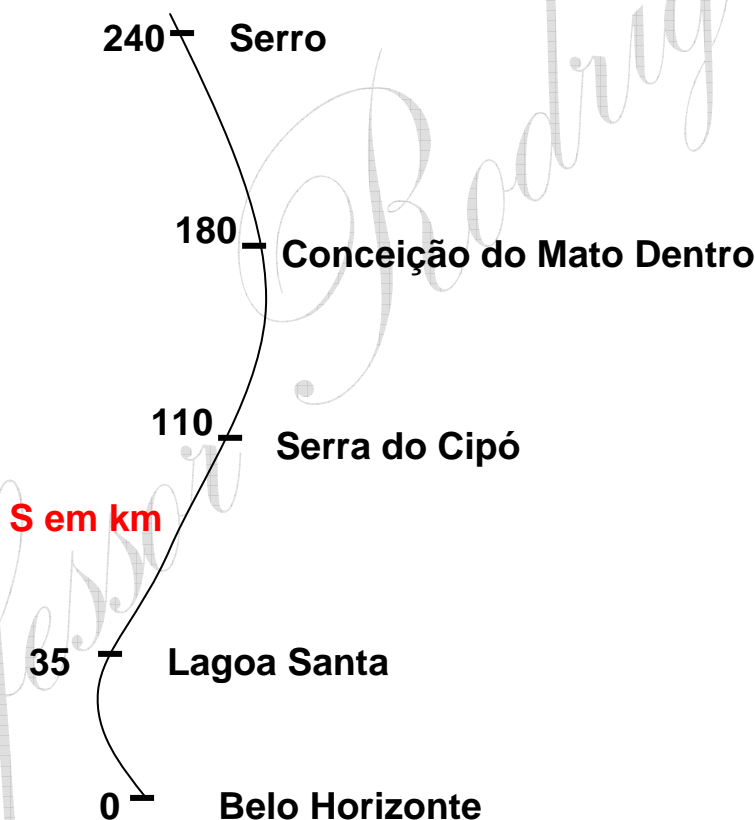 240 Serro
180 Conceição do Mato Dentro
110 Serra do Cipó
S em km
35 Lagoa Santa
0 Belo Horizonte